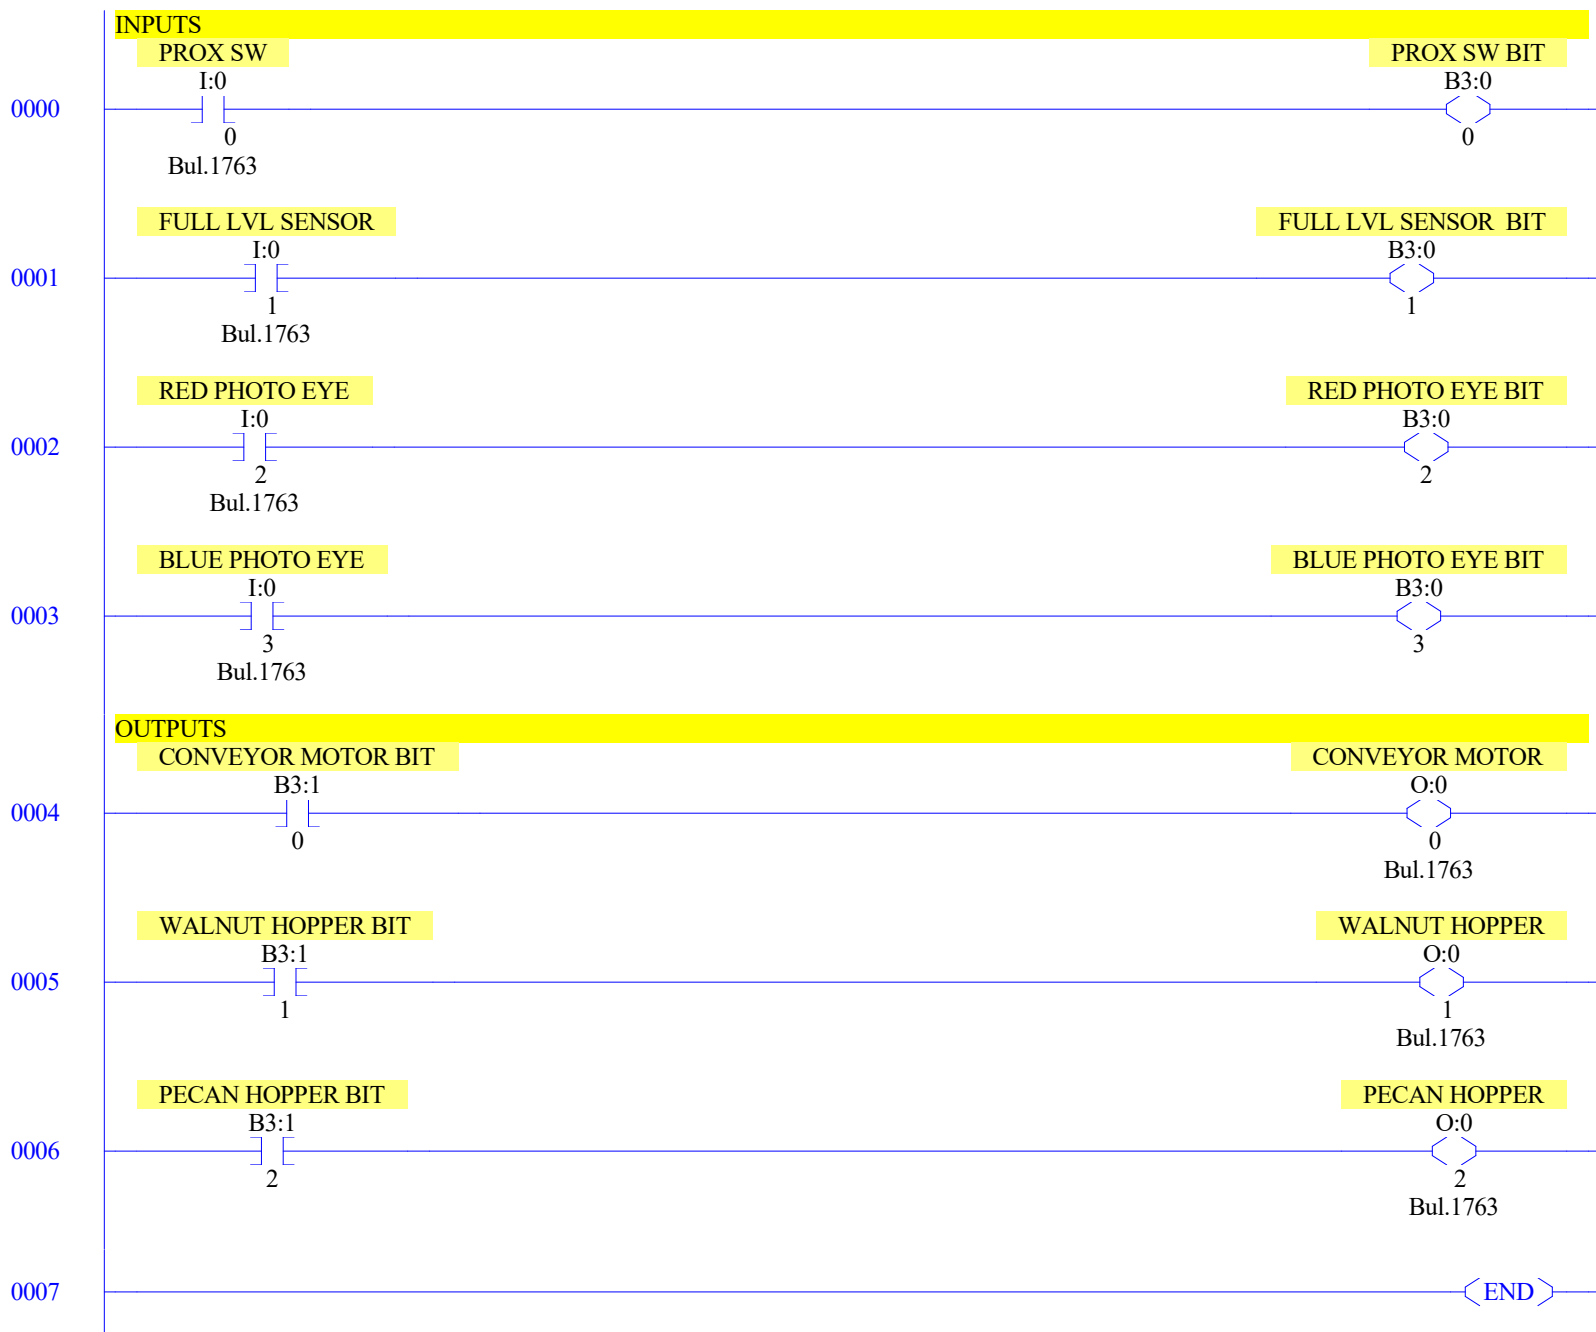 INPUTS
PROX SW PROX SW BIT
I:0 B3:0
0000
0 0
Bul.1763
FULL LVL SENSOR FULL LVL SENSOR  BIT
I:0 B3:0
0001
1 1
Bul.1763
RED PHOTO EYE RED PHOTO EYE BIT
I:0 B3:0
0002
2 2
Bul.1763
BLUE PHOTO EYE BLUE PHOTO EYE BIT
I:0 B3:0
0003
3 3
Bul.1763
OUTPUTS
CONVEYOR MOTOR BIT CONVEYOR MOTOR
B3:1 O:0
0004
0 0
Bul.1763
WALNUT HOPPER BIT WALNUT HOPPER
B3:1 O:0
0005
1 1
Bul.1763
PECAN HOPPER BIT PECAN HOPPER
B3:1 O:0
0006
2 2
Bul.1763
0007 END